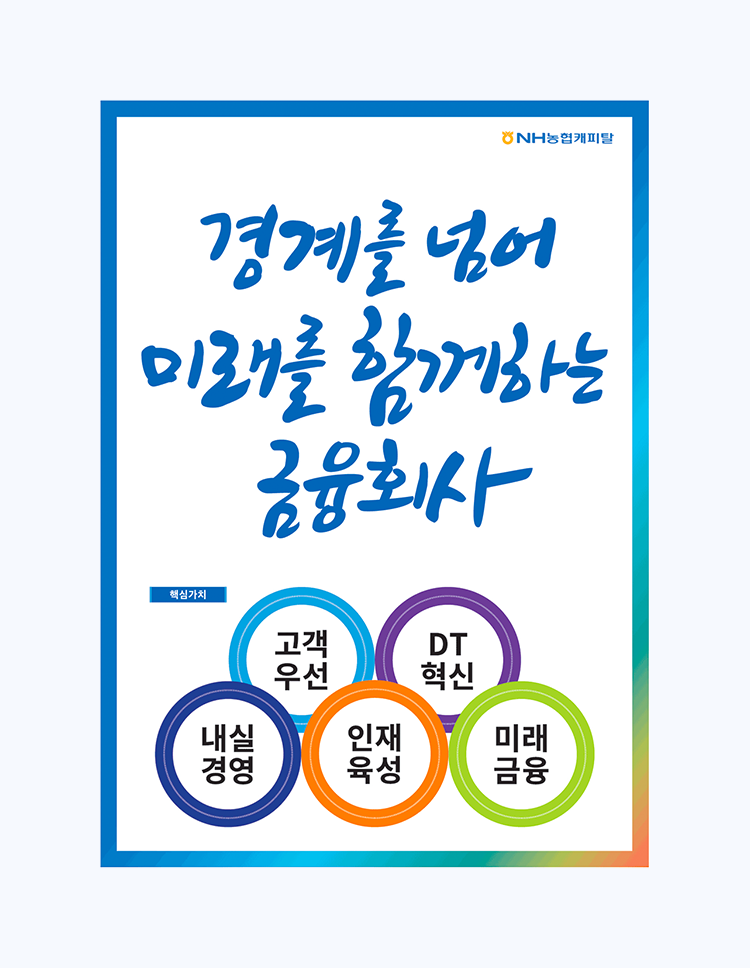 NH농협캐피탈
경계를 넘어
미래를 함께하는
금융회사
핵심가치
고객
우선
DT
혁신
내실
경영
인재
육성
미래
금융